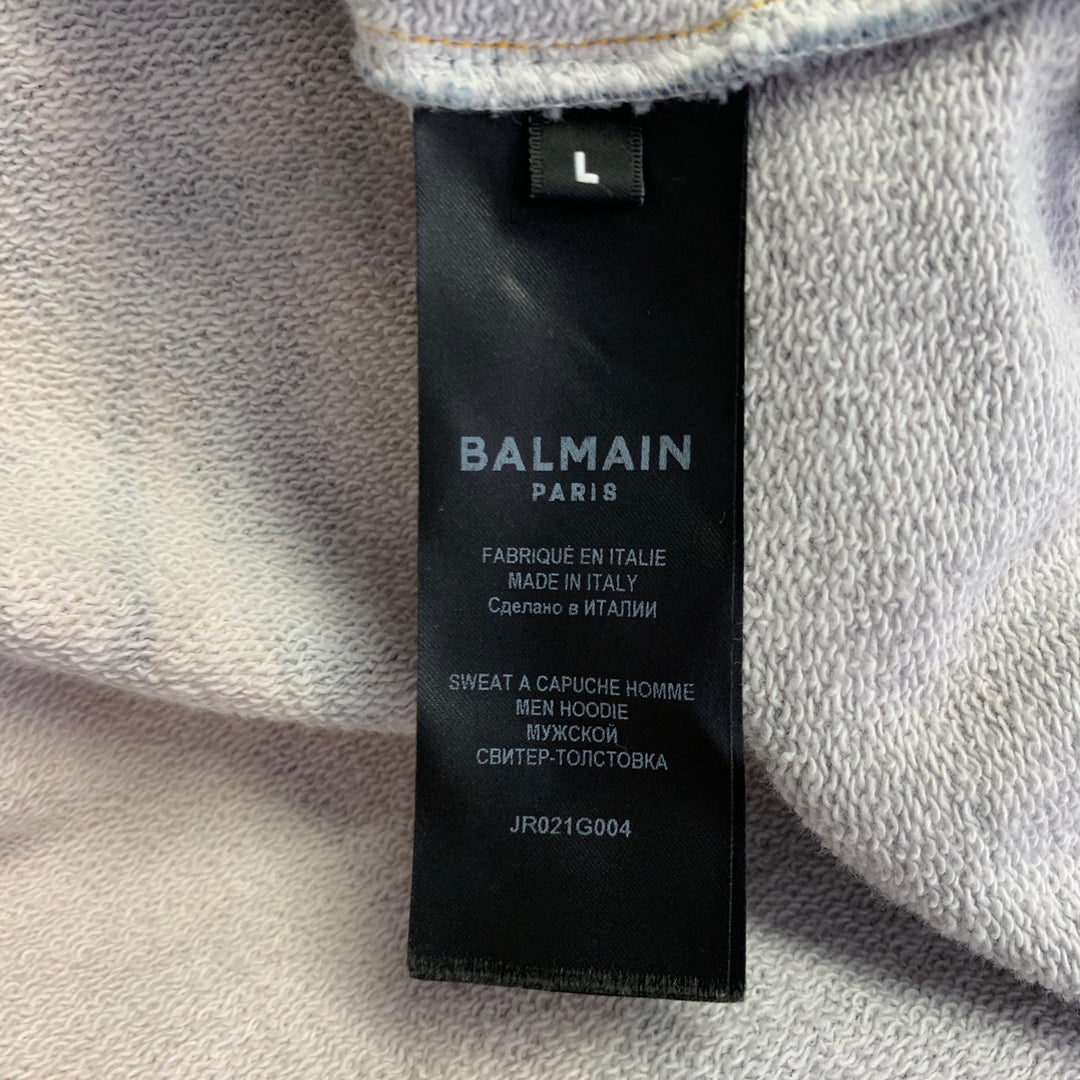 L
BALMAIN
PARIS
FABRIQUÉ EN ITALIE
MADE IN ITALY
Сделано в ИТАЛИИ
SWEAT A CAPUCHE HOMME
MEN HOODIE
МУЖСКОЙ
СВИТЕР-ТОЛСТОВКА
JR021G004